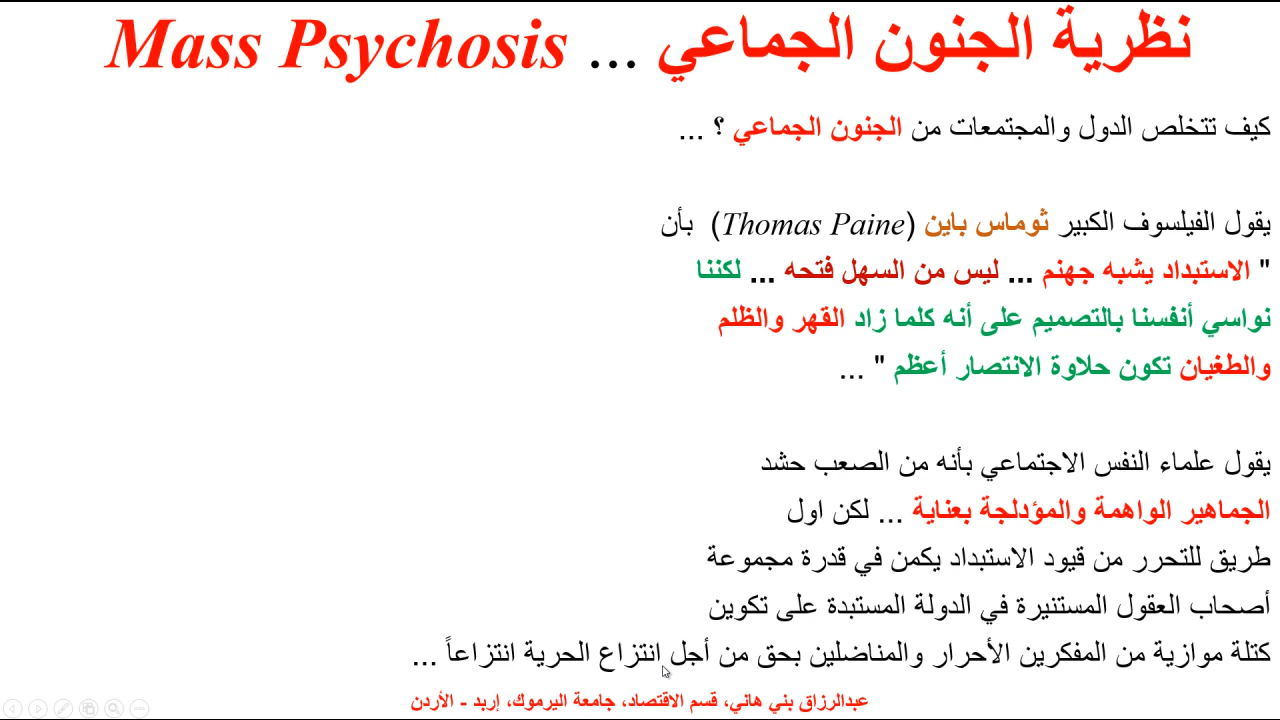 نظرية الجنون الجماعي ... Mass Psychosis
كيف تتخلص الدول والمجتمعات من الجنون الجماعي ؟ ...
يقول الفيلسوف الكبير ثوماس باين (Thomas Paine) بأن
" الاستبداد يشبه جهنم ... ليس من السهل فتحه ... لكننا
نواسي أنفسنا بالتصميم على أنه كلما زاد القهر والظلم
والطغيان تكون حلاوة الانتصار أعظم " ...
يقول علماء النفس الاجتماعي بأنه من الصعب حشد
الجماهير الواهمة والمؤدلجة بعناية ... لكن اول
طريق للتحرر من قيود الاستبداد يكمن في قدرة مجموعة
أصحاب العقول المستنيرة في الدولة المستبدة على تكوين
كتلة موازية من المفكرين الأحرار والمناضلين بحق من أجل انتزاع الحرية انتزاعاً ...
عبدالرزاق بني هاني، قسم الاقتصاد، جامعة اليرموك، إربد - الأردن